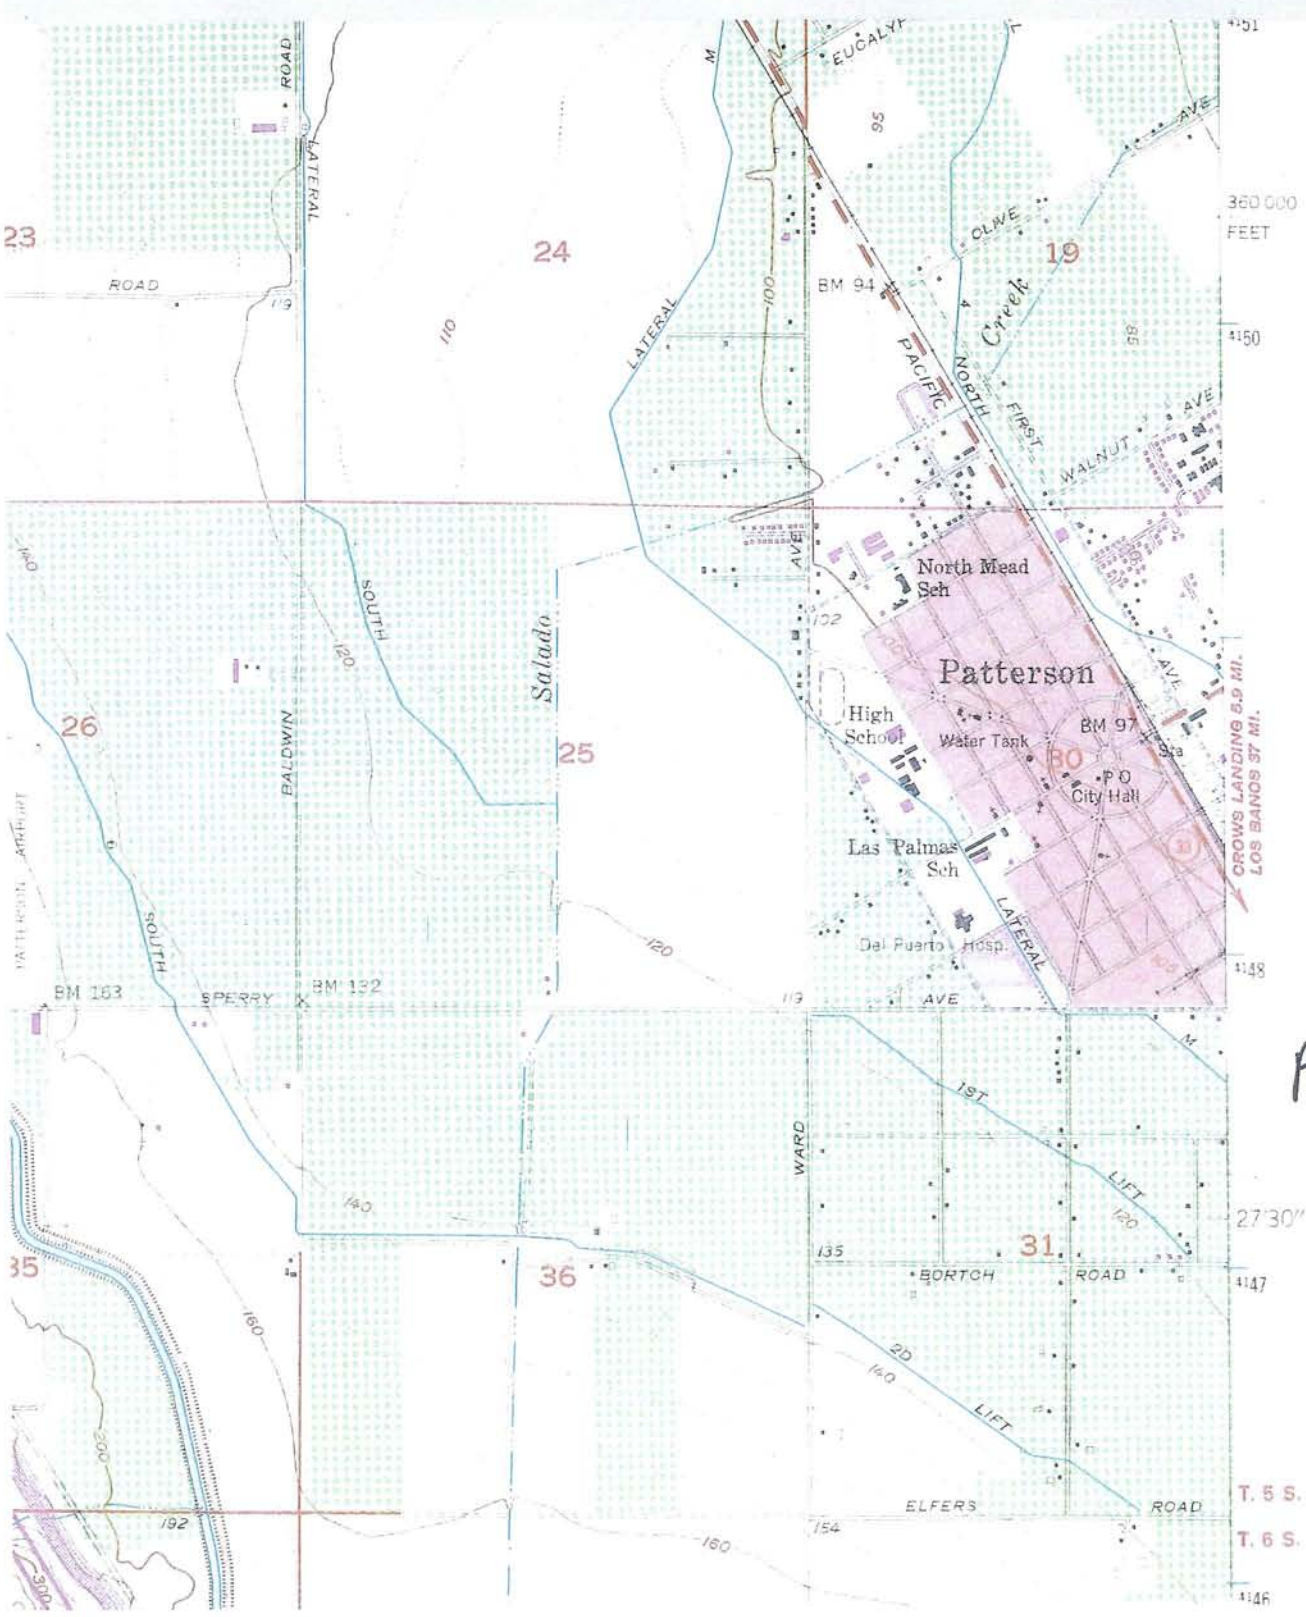 4151
EUCALYP
M
L
ROAD
95
AVE
LATERAL
360 000
FEET
23
24
OLIVE
19
ROAD
119
100
BM 94
4
Creek
110
LATERAL
85
4150
PACIFIC
NORTH
FIRST
WALNUT AVE
140
AVE
North Mead
Sch
SOUTH
102
120
Salado
100
Patterson
AVE
CROWS LANDING 5.9 MI.
LOS BANOS 37 MI.
26
BALDWIN
25
High
School
Water Tank
BM 97
Sta
30
P O
City Hall
PATTERSON AIRPORT
Las Palmas
Sch
33
SOUTH
120
Del Puerto Hosp.
LATERAL
4148
BM 163
SPERRY
BM 132
119
AVE
M
1ST
WARD
LIFT
140
120
27'30"
35
36
135
31
BORTCH ROAD
4147
160
2D
140
LIFT
200
T. 5 S.
192
154
ELFERS ROAD
T. 6 S.
160
300
4146